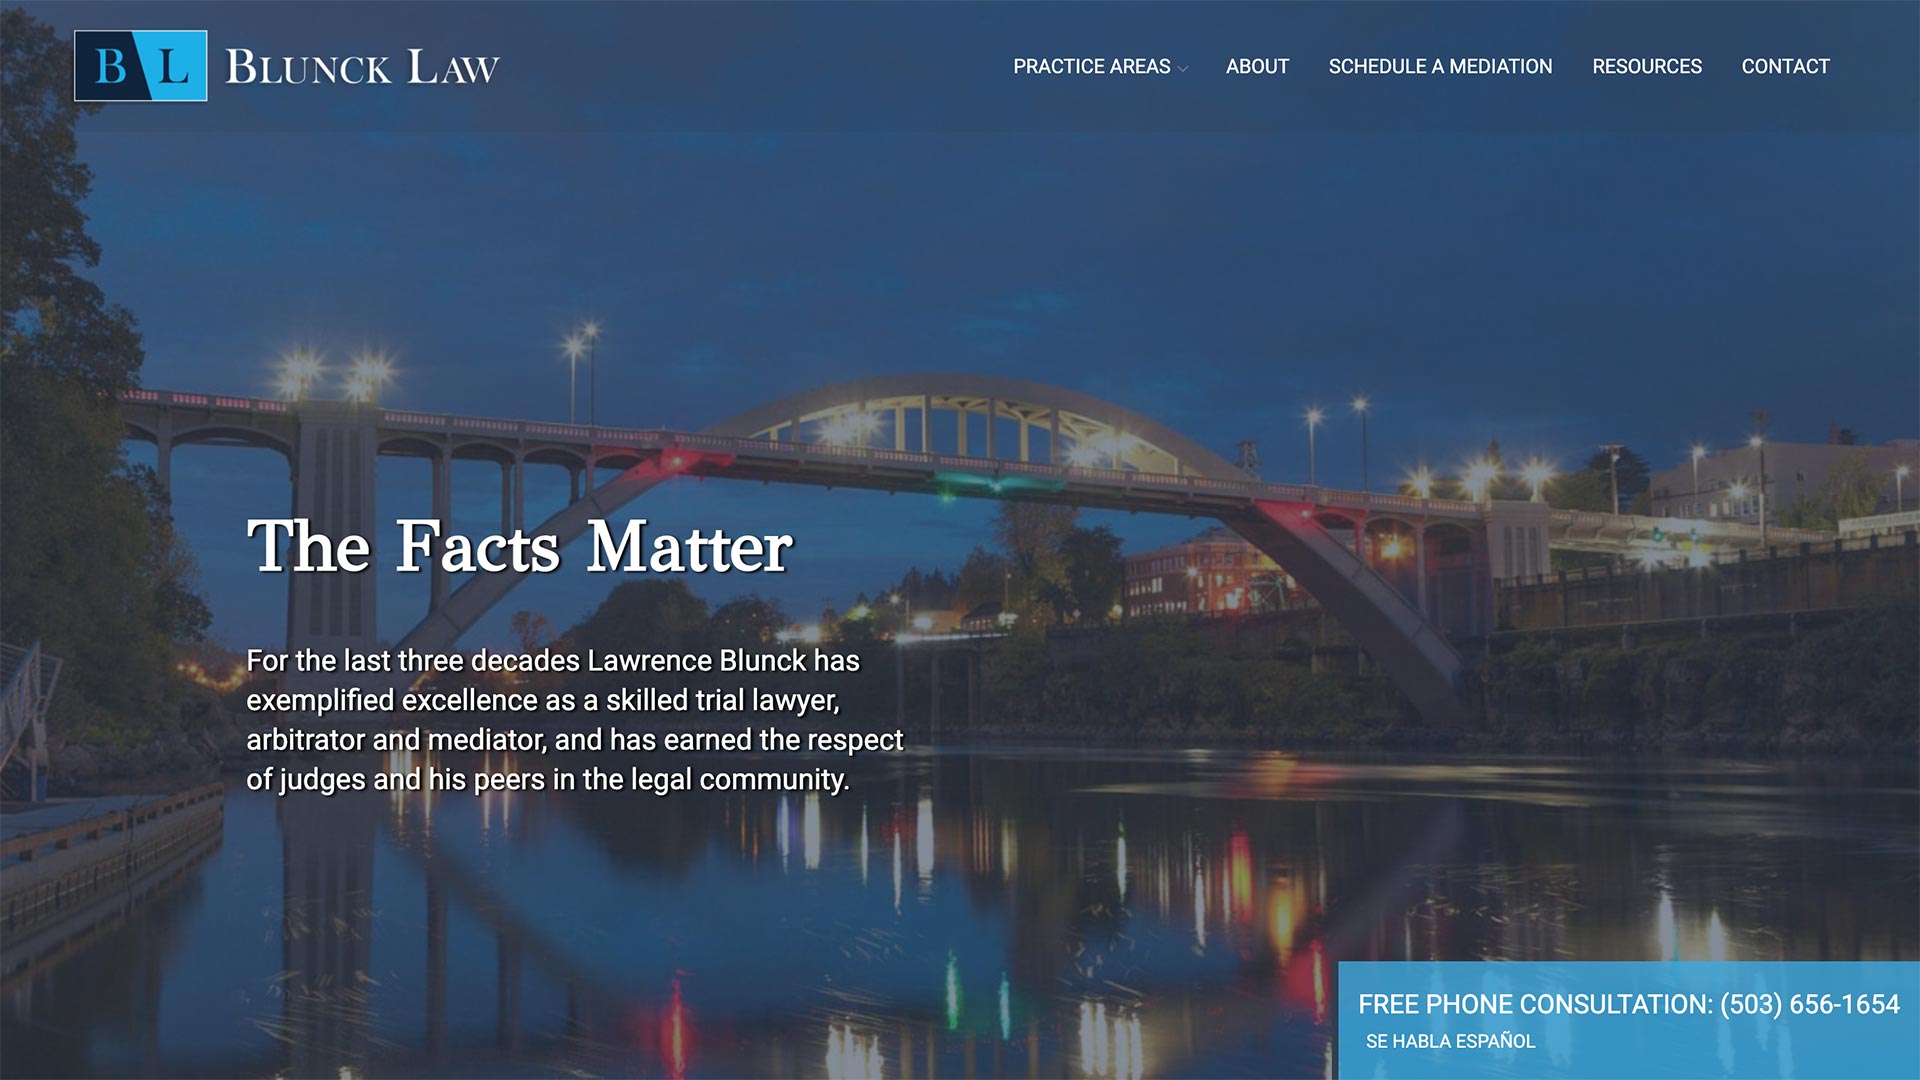 B L BLUNCK LAW
PRACTICE AREAS ABOUT SCHEDULE A MEDIATION RESOURCES CONTACT
The Facts Matter
For the last three decades Lawrence Blunck has
exemplified excellence as a skilled trial lawyer,
arbitrator and mediator, and has earned the respect
of judges and his peers in the legal community.
FREE PHONE CONSULTATION: (503) 656-1654
SE HABLA ESPAÑOL